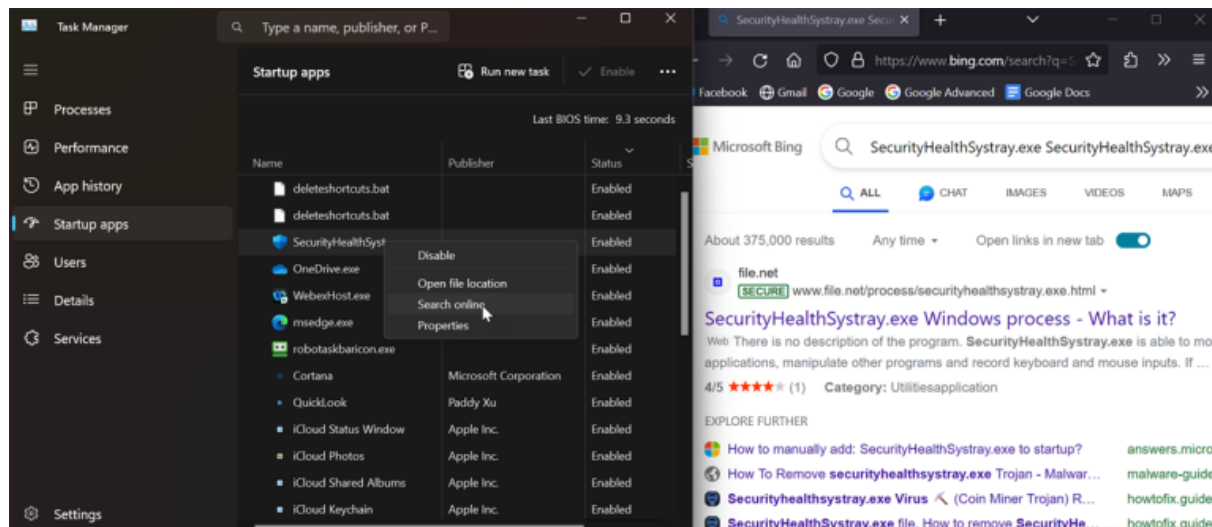 Task Manager
Type a name, publisher, or P...
Startup apps
Run new task
Enable
Last BIOS time: 9.3 seconds
Processes
Performance
App history
Startup apps
Users
Details
Services
Settings
Name Publisher Status S
deleteshortcuts.bat Enabled
deleteshortcuts.bat Enabled
SecurityHealthSyst Enabled
OneDrive.exe Enabled
WebexHost.exe Enabled
msedge.exe Enabled
robotaskbaricon.exe Enabled
Cortana Microsoft Corporation Enabled
QuickLook Paddy Xu Enabled
iCloud Status Window Apple Inc. Enabled
iCloud Photos Apple Inc. Enabled
iCloud Shared Albums Apple Inc. Enabled
iCloud Keychain Apple Inc. Enabled
Disable
Open file location
Search online
Properties
SecurityHealthSystray.exe Secur
https://www.bing.com/search?q=S
Facebook Gmail Google Google Advanced Google Docs
Microsoft Bing
SecurityHealthSystray.exe SecurityHealthSystray.exe
ALL CHAT IMAGES VIDEOS MAPS
About 375,000 results Any time Open links in new tab
file.net
SECURE www.file.net/process/securityhealthsystray.exe.html
SecurityHealthSystray.exe Windows process - What is it?
Web There is no description of the program. SecurityHealthSystray.exe is able to mo
applications, manipulate other programs and record keyboard and mouse inputs. If ...
4/5 (1) Category: Utilitiesapplication
EXPLORE FURTHER
How to manually add: SecurityHealthSystray.exe to startup? answers.micro
How To Remove securityhealthsystray.exe Trojan - Malwar... malware-guide
Securityhealthsystray.exe Virus (Coin Miner Trojan) R... howtofix.guide
SecurityHealthSystray.exe file. How to remove SecurityHe... howtofix.guide